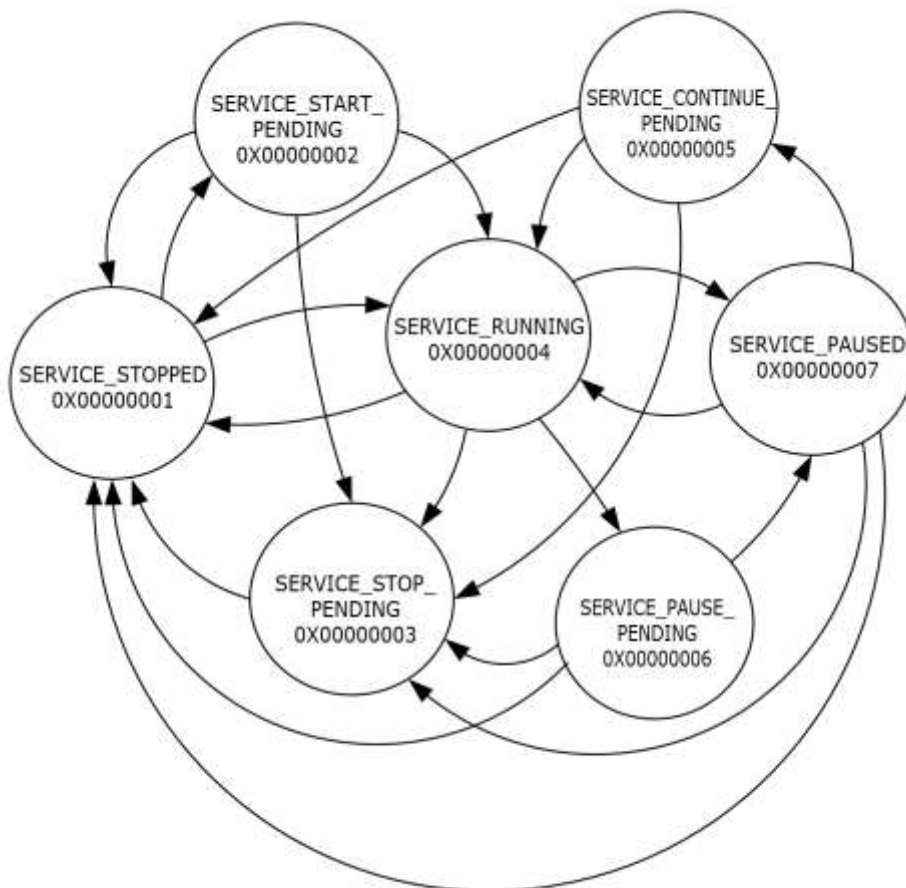 SERVICE_START_
PENDING
0X00000002
SERVICE_CONTINUE_
PENDING
0X00000005
SERVICE_RUNNING
0X00000004
SERVICE_PAUSED
0X00000007
SERVICE_STOPPED
0X00000001
SERVICE_STOP_
PENDING
0X00000003
SERVICE_PAUSE_
PENDING
0X00000006